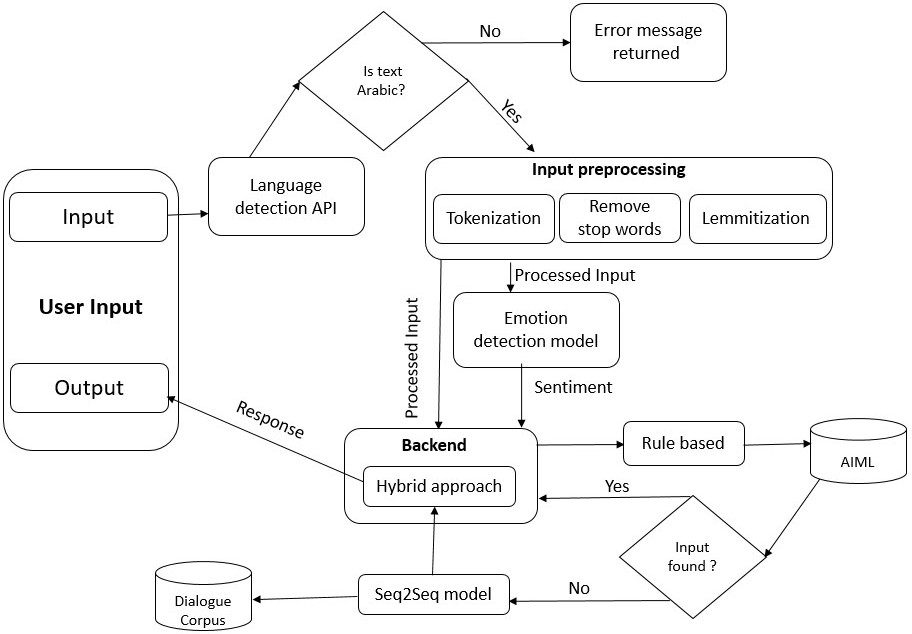 No
Error message
returned
Is text
Arabic?
Yes
Language
detection API
Input preprocessing
Tokenization
Remove
stop words
Lemmitization
Input
User Input
Output
Processed Input
Processed Input
Emotion
detection model
Sentiment
Response
Backend
Hybrid approach
Rule based
AIML
Yes
Input
found ?
No
Seq2Seq model
Dialogue
Corpus